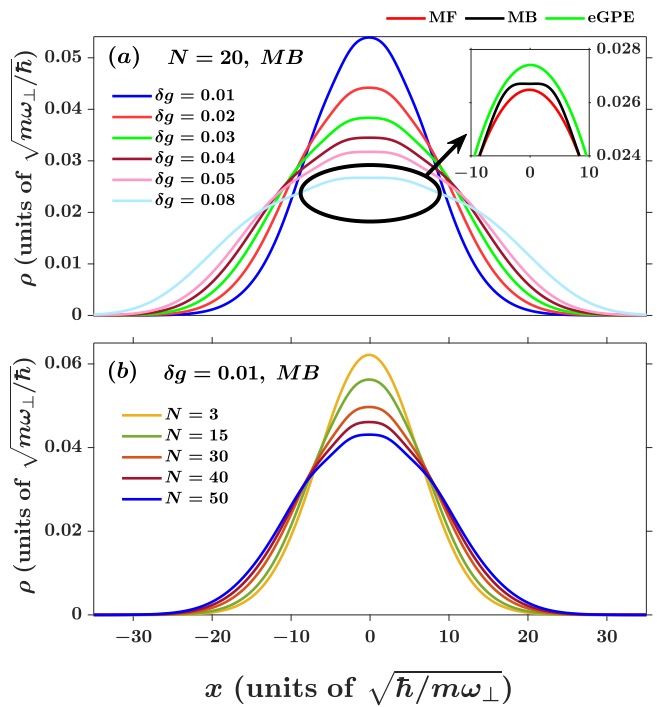 MF MB eGPE
(a) N = 20, MB
δg = 0.01
δg = 0.02
δg = 0.03
δg = 0.04
δg = 0.05
δg = 0.08
0.05
0.04
0.03
0.02
0.01
0
ρ (units of √mω⊥/ħ)
0.028
0.026
0.024
−10 0 10
(b) δg = 0.01, MB
N = 3
N = 15
N = 30
N = 40
N = 50
0.06
0.04
0.02
0
ρ (units of √mω⊥/ħ)
−30 −20 −10 0 10 20 30
x (units of √ħ/mω⊥)